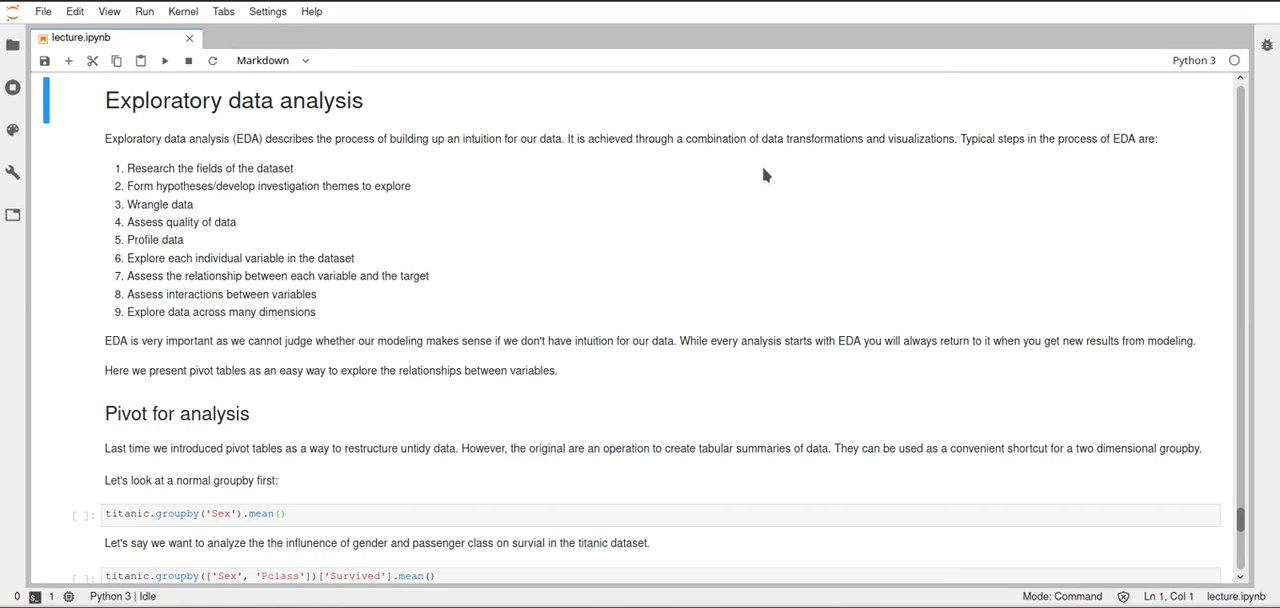 File Edit View Run Kernel Tabs Settings Help
lecture.ipynb
Markdown Python 3
Exploratory data analysis
Exploratory data analysis (EDA) describes the process of building up an intuition for our data. It is achieved through a combination of data transformations and visualizations. Typical steps in the process of EDA are:
1. Research the fields of the dataset
2. Form hypotheses/develop investigation themes to explore
3. Wrangle data
4. Assess quality of data
5. Profile data
6. Explore each individual variable in the dataset
7. Assess the relationship between each variable and the target
8. Assess interactions between variables
9. Explore data across many dimensions
EDA is very important as we cannot judge whether our modeling makes sense if we don't have intuition for our data. While every analysis starts with EDA you will always return to it when you get new results from modeling.
Here we present pivot tables as an easy way to explore the relationships between variables.
Pivot for analysis
Last time we introduced pivot tables as a way to restructure untidy data. However, the original are an operation to create tabular summaries of data. They can be used as a convenient shortcut for a two dimensional groupby.
Let's look at a normal groupby first:
[ ]: titanic.groupby('Sex').mean()
Let's say we want to analyze the the influnence of gender and passenger class on survial in the titanic dataset.
[ ]: titanic.groupby(['Sex', 'Pclass'])['Survived'].mean()
0 1 Python 3 | Idle Mode: Command Ln 1, Col 1 lecture.ipynb